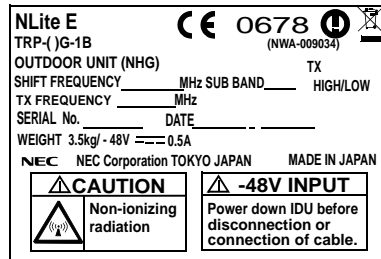 NLite E
CE 0678
TRP-( )G-1B
(NWA-009034)
OUTDOOR UNIT (NHG) TX
SHIFT FREQUENCY MHz SUB BAND HIGH/LOW
TX FREQUENCY MHz
SERIAL No. DATE -
WEIGHT 3.5kg/ - 48V 0.5A
NEC NEC Corporation TOKYO JAPAN MADE IN JAPAN
CAUTION
Non-ionizing
radiation
-48V INPUT
Power down IDU before
disconnection or
connection of cable.